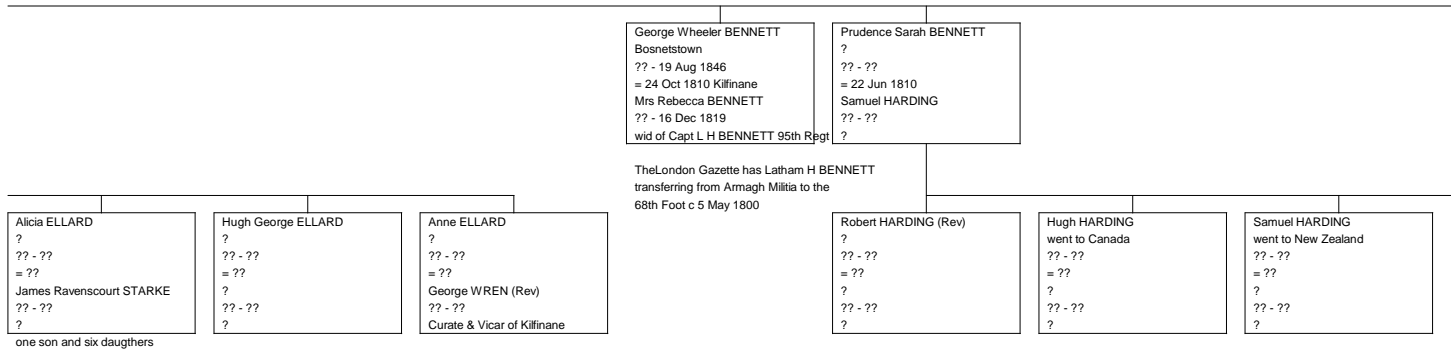 George Wheeler BENNETT
Bosnetstown
?? - 19 Aug 1846
= 24 Oct 1810 Kilfinane
Mrs Rebecca BENNETT
?? - 16 Dec 1819
wid of Capt L H BENNETT 95th Regt
Prudence Sarah BENNETT
?
?? - ??
= 22 Jun 1810
Samuel HARDING
?? - ??
?
TheLondon Gazette has Latham H BENNETT
transferring from Armagh Militia to the
68th Foot c 5 May 1800
Alicia ELLARD
?
?? - ??
= ??
James Ravenscourt STARKE
?? - ??
?
one son and six daugthers
Hugh George ELLARD
?
?? - ??
= ??
?
?? - ??
?
Anne ELLARD
?
?? - ??
= ??
George WREN (Rev)
?? - ??
Curate & Vicar of Kilfinane
Robert HARDING (Rev)
?
?? - ??
= ??
?
?? - ??
?
Hugh HARDING
went to Canada
?? - ??
= ??
?
?? - ??
?
Samuel HARDING
went to New Zealand
?? - ??
= ??
?
?? - ??
?